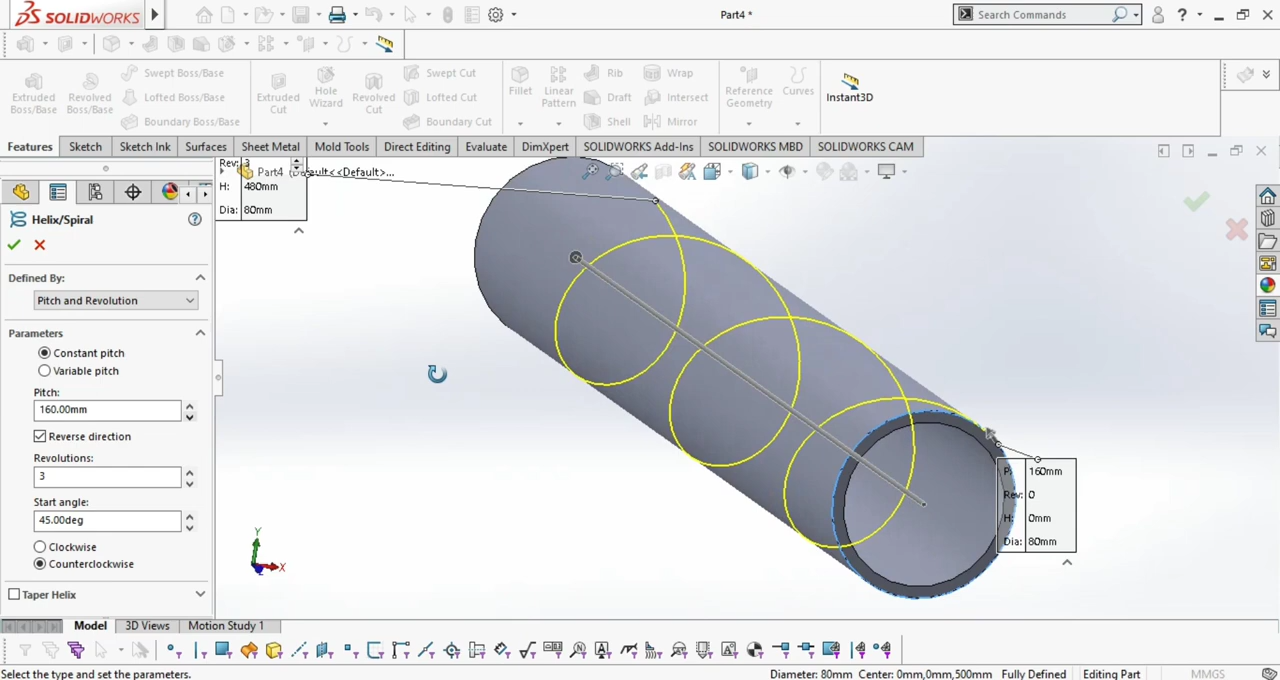 SOLIDWORKS
Part4 *
Search Commands
Extruded Boss/Base
Revolved Boss/Base
Swept Boss/Base
Lofted Boss/Base
Boundary Boss/Base
Extruded Cut
Hole Wizard
Revolved Cut
Swept Cut
Lofted Cut
Boundary Cut
Fillet
Linear Pattern
Rib
Draft
Shell
Wrap
Intersect
Mirror
Reference Geometry
Curves
Instant3D
Features Sketch Sketch Ink Surfaces Sheet Metal Mold Tools Direct Editing Evaluate DimXpert SOLIDWORKS Add-Ins SOLIDWORKS MBD SOLIDWORKS CAM
Rev: 3
Part4 (Default<<Default>...
H: 480mm
Dia: 80mm
Helix/Spiral
Defined By:
Pitch and Revolution
Parameters
Constant pitch
Variable pitch
Pitch:
160.00mm
Reverse direction
Revolutions:
3
Start angle:
45.00deg
Clockwise
Counterclockwise
Taper Helix
P: 160mm
Rev: 0
H: 0mm
Dia: 80mm
Y
X
Model 3D Views Motion Study 1
Select the type and set the parameters.
Diameter: 80mm Center: 0mm,0mm,500mm Fully Defined Editing Part MMGS